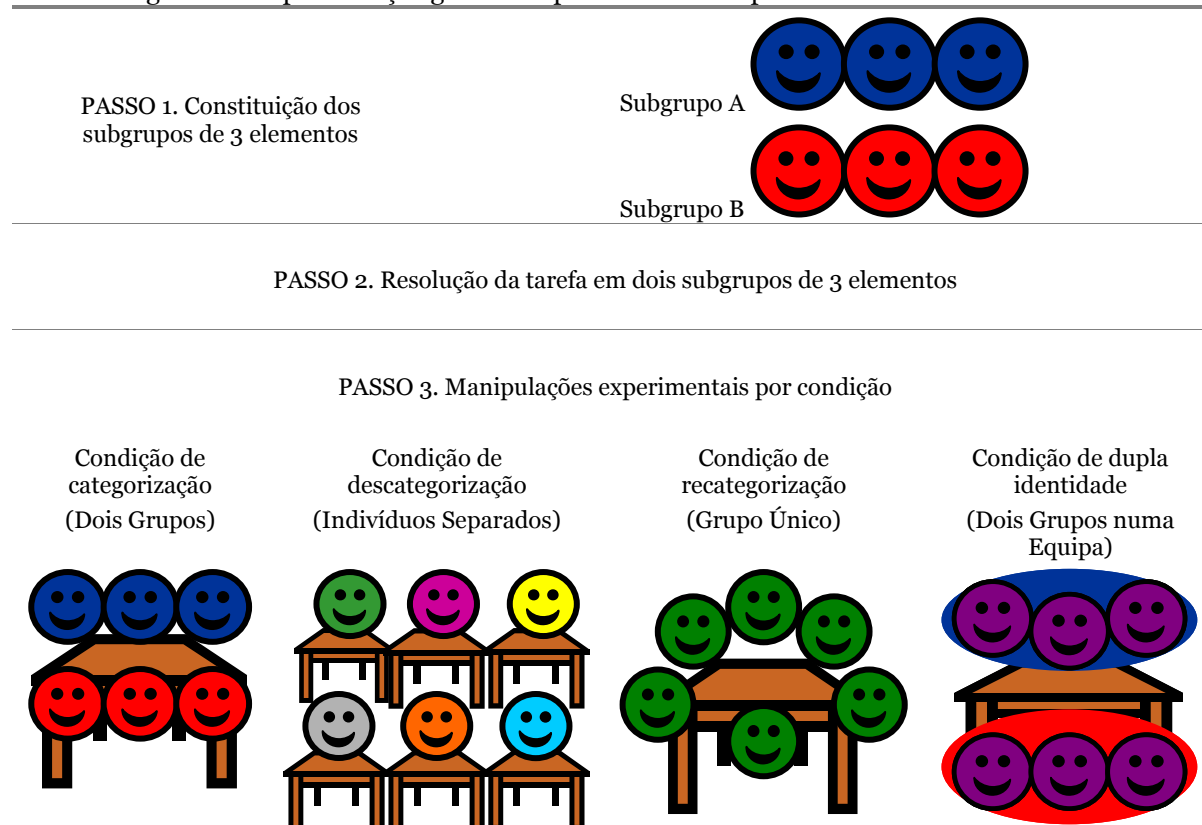 PASSO 1. Constituição dos
subgrupos de 3 elementos
Subgrupo A
Subgrupo B
PASSO 2. Resolução da tarefa em dois subgrupos de 3 elementos
PASSO 3. Manipulações experimentais por condição
Condição de
categorização
(Dois Grupos)
Condição de
descategorização
(Indivíduos Separados)
Condição de
recategorização
(Grupo Único)
Condição de dupla
identidade
(Dois Grupos numa
Equipa)